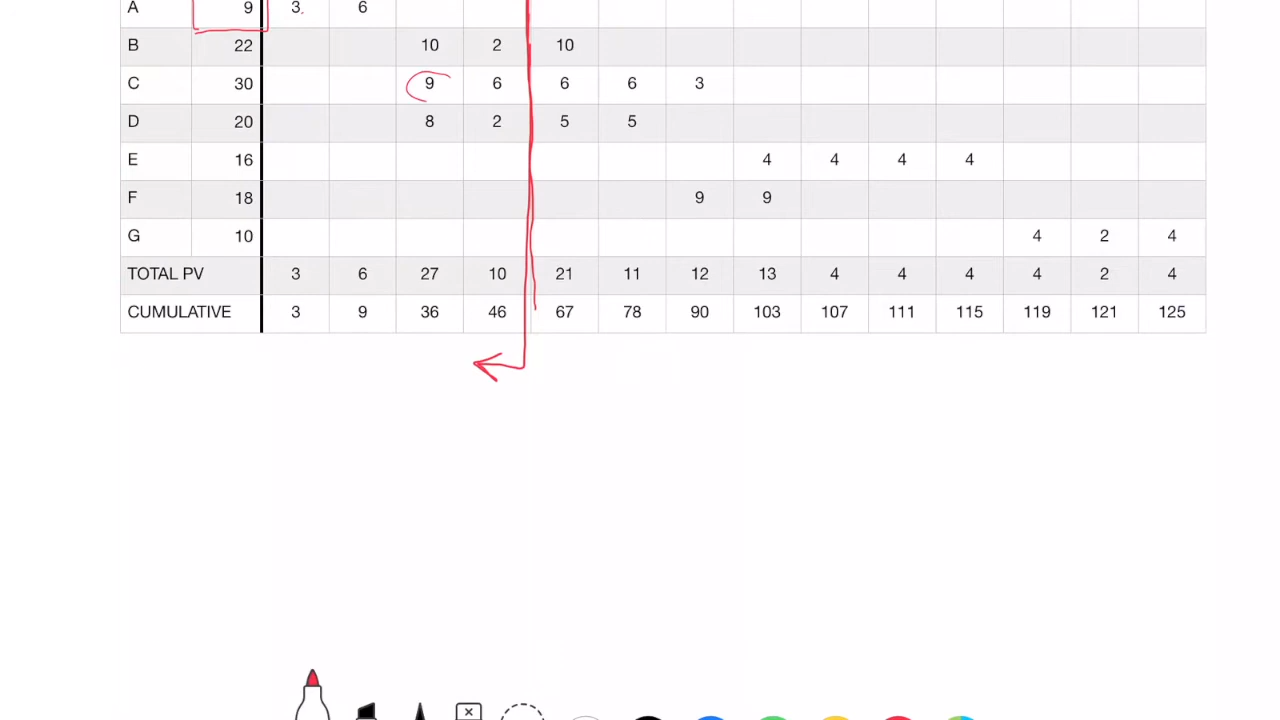 A 9 3 6
B 22 10 2 10
C 30 9 6 6 6 3
D 20 8 2 5 5
E 16 4 4 4 4
F 18 9 9
G 10 4 2 4
TOTAL PV 3 6 27 10 21 11 12 13 4 4 4 4 2 4
CUMULATIVE 3 9 36 46 67 78 90 103 107 111 115 119 121 125